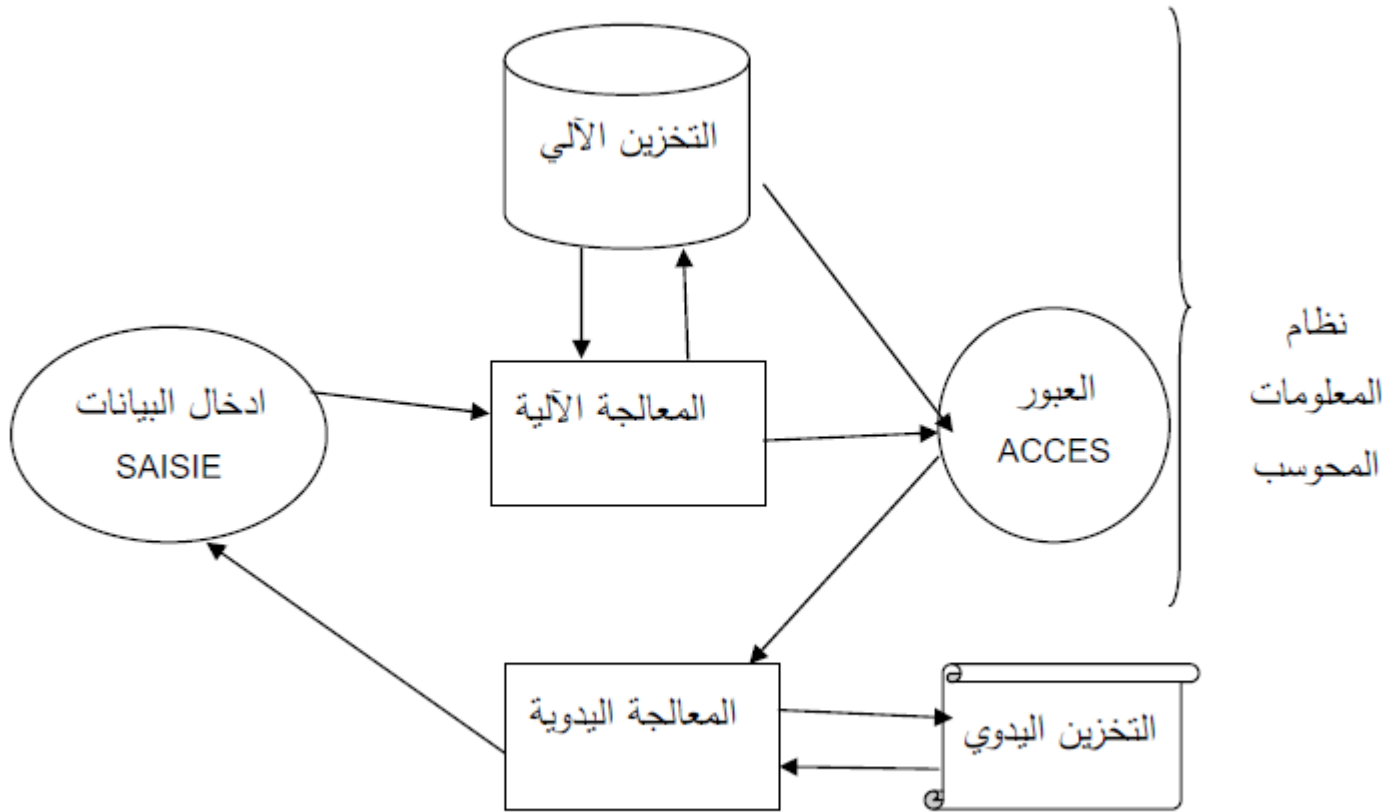 التخزين الآلي
ادخال البيانات
SAISIE
المعالجة الآلية
العبور
ACCES
نظام
المعلومات
المحوسب
المعالجة اليدوية
التخزين اليدوي